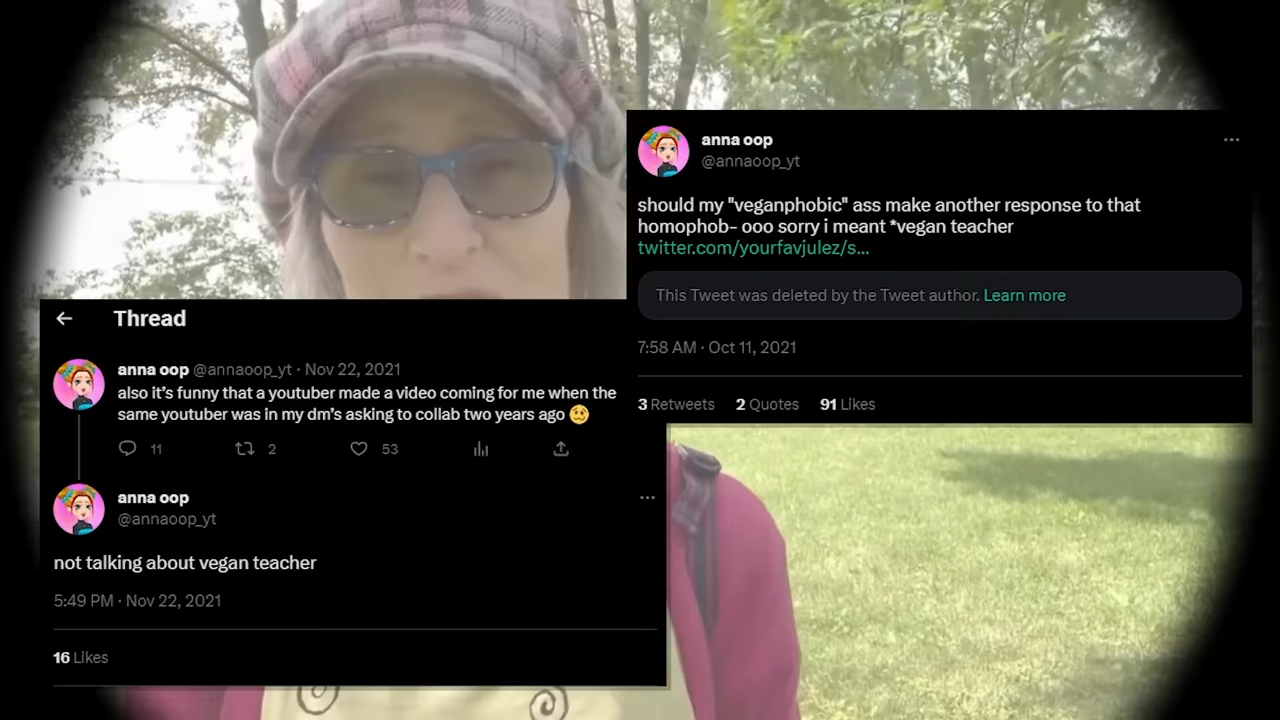 Thread
anna oop @annaoop_yt · Nov 22, 2021
also it's funny that a youtuber made a video coming for me when the
same youtuber was in my dm's asking to collab two years ago 🥴
11 2 53
anna oop
@annaoop_yt
not talking about vegan teacher
5:49 PM · Nov 22, 2021
16 Likes
anna oop
@annaoop_yt
should my "veganphobic" ass make another response to that
homophob- ooo sorry i meant *vegan teacher
twitter.com/yourfavjulez/s...
This Tweet was deleted by the Tweet author. Learn more
7:58 AM · Oct 11, 2021
3 Retweets 2 Quotes 91 Likes